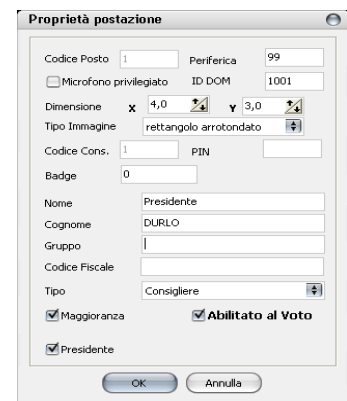 Proprietà postazione
Codice Posto 1 Periferica 99
Microfono privilegiato ID DOM 1001
Dimensione X 4,0 Y 3,0
Tipo Immagine rettangolo arrotondato
Codice Cons. 1 PIN
Badge 0
Nome Presidente
Cognome DURLO
Gruppo
Codice Fiscale
Tipo Consigliere
Maggioranza Abilitato al Voto
Presidente
OK Annulla